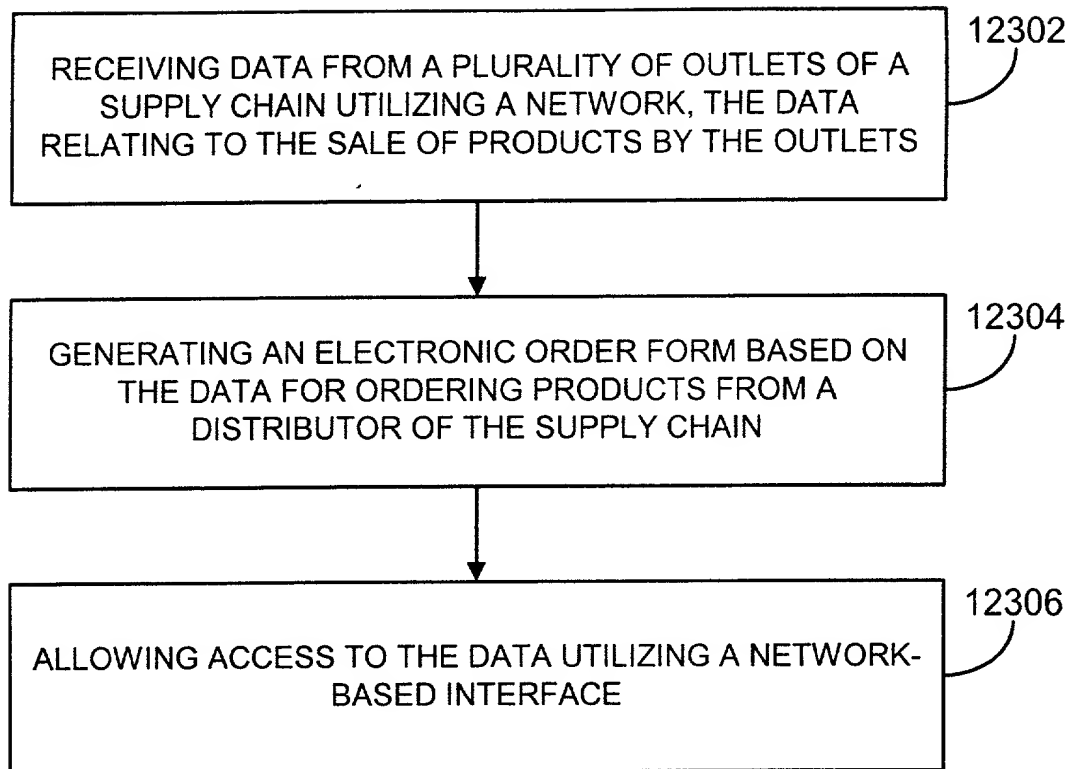 12302
RECEIVING DATA FROM A PLURALITY OF OUTLETS OF A
SUPPLY CHAIN UTILIZING A NETWORK, THE DATA
RELATING TO THE SALE OF PRODUCTS BY THE OUTLETS
12304
GENERATING AN ELECTRONIC ORDER FORM BASED ON
THE DATA FOR ORDERING PRODUCTS FROM A
DISTRIBUTOR OF THE SUPPLY CHAIN
12306
ALLOWING ACCESS TO THE DATA UTILIZING A NETWORK-
BASED INTERFACE